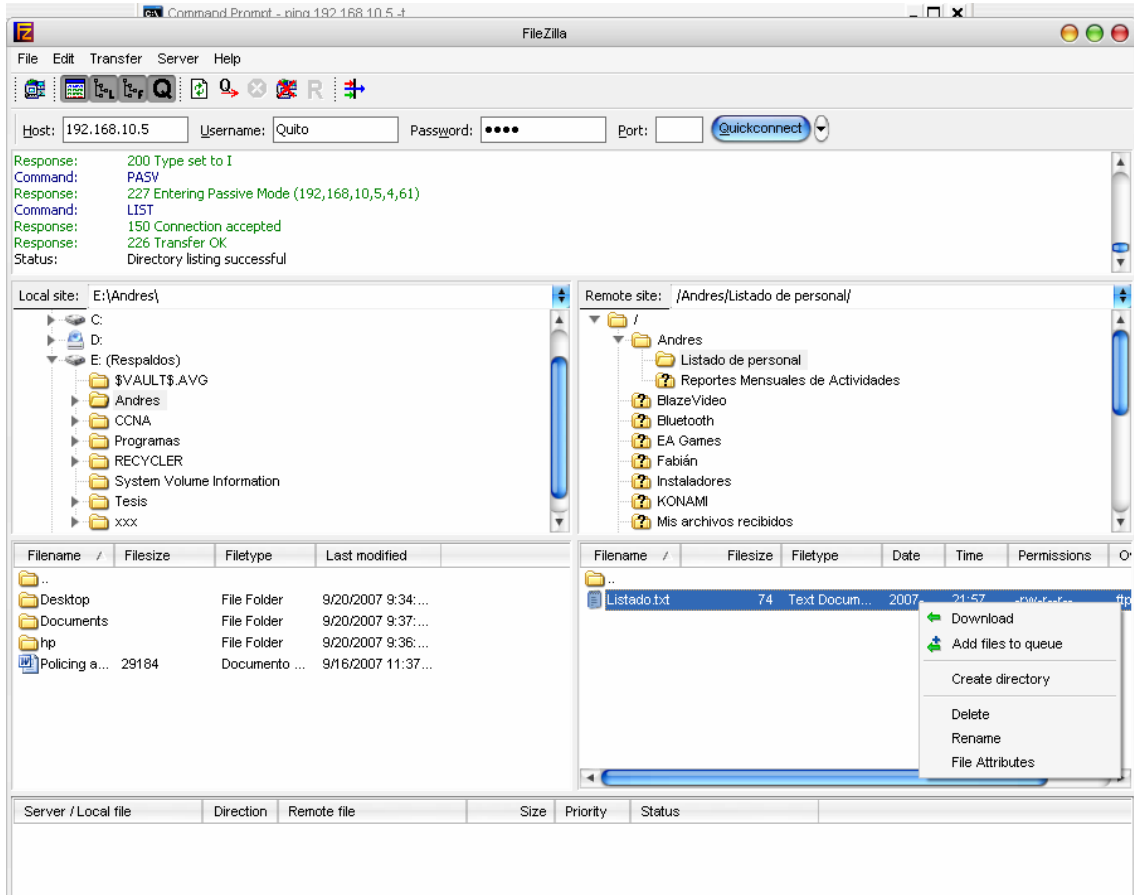 Command Prompt - ping 192.168.10.5 -t
FileZilla
File Edit Transfer Server Help
Host: 192.168.10.5 Username: Quito Password: •••• Port: Quickconnect
Response: 200 Type set to I
Command: PASV
Response: 227 Entering Passive Mode (192,168,10,5,4,61)
Command: LIST
Response: 150 Connection accepted
Response: 226 Transfer OK
Status: Directory listing successful
Local site: E:\Andres\
C:
D:
E: (Respaldos)
$VAULT$.AVG
Andres
CCNA
Programas
RECYCLER
System Volume Information
Tesis
xxx
Remote site: /Andres/Listado de personal/
/
Andres
Listado de personal
Reportes Mensuales de Actividades
BlazeVideo
Bluetooth
EA Games
Fabián
Instaladores
KONAMI
Mis archivos recibidos
Filename / Filesize Filetype Last modified
..
Desktop File Folder 9/20/2007 9:34:...
Documents File Folder 9/20/2007 9:37:...
hp File Folder 9/20/2007 9:36:...
Policing a... 29184 Documento ... 9/16/2007 11:37...
Filename / Filesize Filetype Date Time Permissions
..
Listado.txt 74 Text Docum... 2007- 21:57 -rw-r--r-- ftp
Download
Add files to queue
Create directory
Delete
Rename
File Attributes
Server / Local file Direction Remote file Size Priority Status